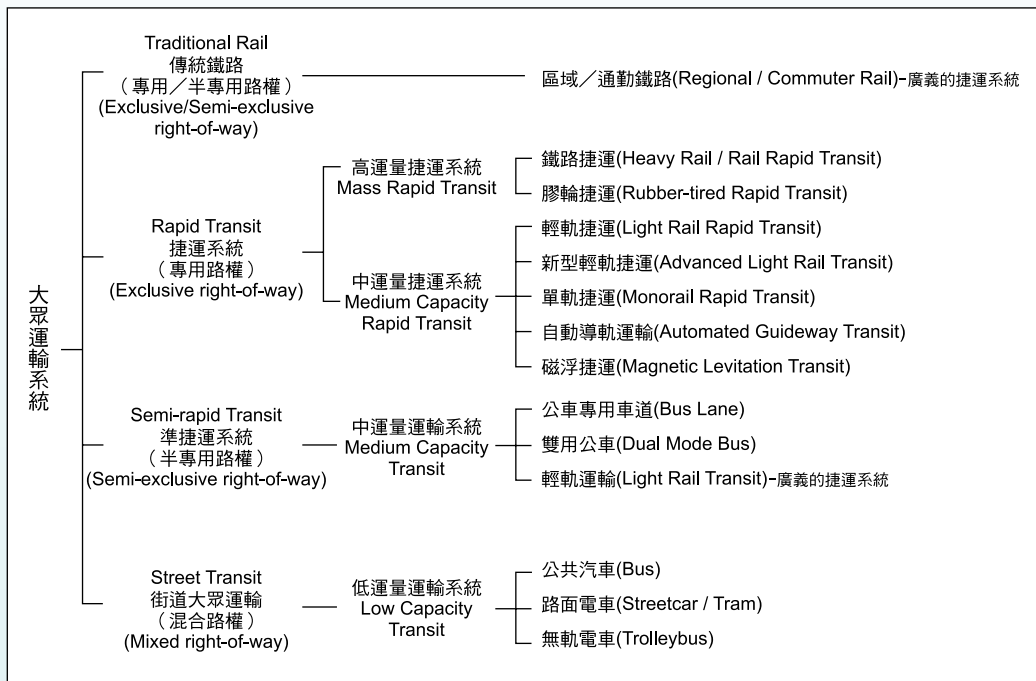 大眾運輸系統
Traditional Rail
傳統鐵路
（專用／半專用路權）
(Exclusive/Semi-exclusive
right-of-way)
區域／通勤鐵路(Regional / Commuter Rail)-廣義的捷運系統
Rapid Transit
捷運系統
（專用路權）
(Exclusive right-of-way)
高運量捷運系統
Mass Rapid Transit
鐵路捷運(Heavy Rail / Rail Rapid Transit)
膠輪捷運(Rubber-tired Rapid Transit)
中運量捷運系統
Medium Capacity
Rapid Transit
輕軌捷運(Light Rail Rapid Transit)
新型輕軌捷運(Advanced Light Rail Transit)
單軌捷運(Monorail Rapid Transit)
自動導軌運輸(Automated Guideway Transit)
磁浮捷運(Magnetic Levitation Transit)
Semi-rapid Transit
準捷運系統
（半專用路權）
(Semi-exclusive right-of-way)
中運量運輸系統
Medium Capacity
Transit
公車專用車道(Bus Lane)
雙用公車(Dual Mode Bus)
輕軌運輸(Light Rail Transit)-廣義的捷運系統
Street Transit
街道大眾運輸
（混合路權）
(Mixed right-of-way)
低運量運輸系統
Low Capacity
Transit
公共汽車(Bus)
路面電車(Streetcar / Tram)
無軌電車(Trolleybus)